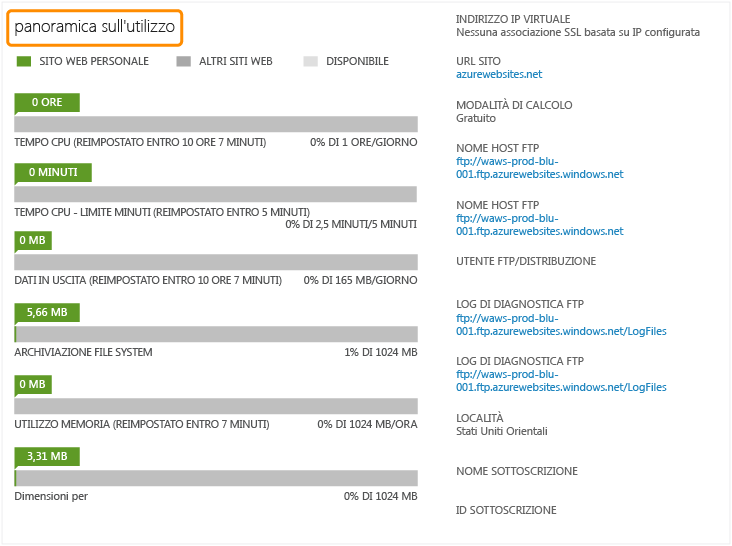 panoramica sull'utilizzo
SITO WEB PERSONALE
ALTRI SITI WEB
DISPONIBILE
0 ORE
TEMPO CPU (REIMPOSTATO ENTRO 10 ORE 7 MINUTI)
0% DI 1 ORE/GIORNO
0 MINUTI
TEMPO CPU - LIMITE MINUTI (REIMPOSTATO ENTRO 5 MINUTI)
0% DI 2,5 MINUTI/5 MINUTI
0 MB
DATI IN USCITA (REIMPOSTATO ENTRO 10 ORE 7 MINUTI)
0% DI 165 MB/GIORNO
5,66 MB
ARCHIVIAZIONE FILE SYSTEM
1% DI 1024 MB
0 MB
UTILIZZO MEMORIA (REIMPOSTATO ENTRO 7 MINUTI)
0% DI 1024 MB/ORA
3,31 MB
Dimensioni per
0% DI 1024 MB
INDIRIZZO IP VIRTUALE
Nessuna associazione SSL basata su IP configurata
URL SITO
azurewebsites.net
MODALITÀ DI CALCOLO
Gratuito
NOME HOST FTP
ftp://waws-prod-blu-
001.ftp.azurewebsites.windows.net
NOME HOST FTP
ftp://waws-prod-blu-
001.ftp.azurewebsites.windows.net
UTENTE FTP/DISTRIBUZIONE
LOG DI DIAGNOSTICA FTP
ftp://waws-prod-blu-
001.ftp.azurewebsites.windows.net/LogFiles
LOG DI DIAGNOSTICA FTP
ftp://waws-prod-blu-
001.ftp.azurewebsites.windows.net/LogFiles
LOCALITÀ
Stati Uniti Orientali
NOME SOTTOSCRIZIONE
ID SOTTOSCRIZIONE